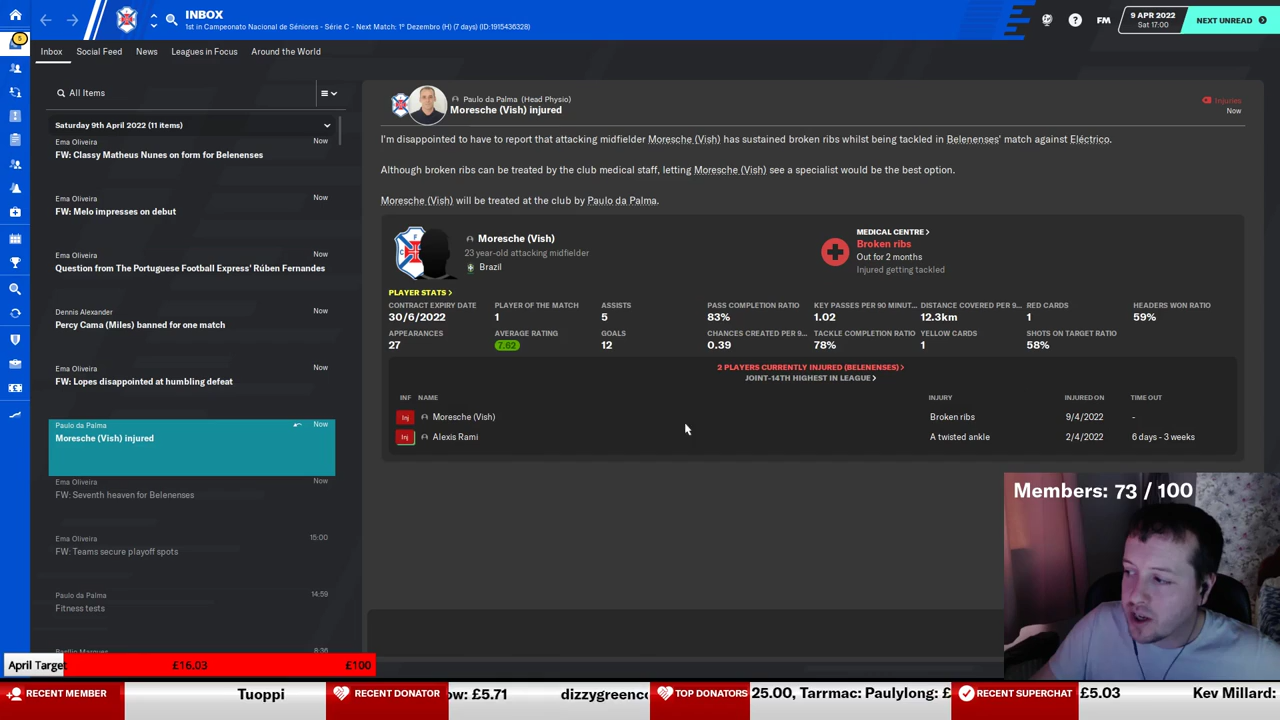 INBOX
1st in Campeonato Nacional de Séniores - Série C - Next Match: 1º Dezembro (H) (7 days) (ID:1915436328)
FM
9 APR 2022
Sat 17:00
NEXT UNREAD
5
Inbox
Social Feed
News
Leagues in Focus
Around the World
All Items
Saturday 9th April 2022 (11 items)
Ema Oliveira
Now
FW: Classy Matheus Nunes on form for Belenenses
Ema Oliveira
Now
FW: Melo impresses on debut
Ema Oliveira
Now
Question from The Portuguese Football Express' Rúben Fernandes
Dennis Alexander
Now
Percy Cama (Miles) banned for one match
Ema Oliveira
Now
FW: Lopes disappointed at humbling defeat
Paulo da Palma
Now
Moresche (Vish) injured
Ema Oliveira
Now
FW: Seventh heaven for Belenenses
Ema Oliveira
15:00
FW: Teams secure playoff spots
Paulo da Palma
14:59
Fitness tests
8:36
Paulo da Palma (Head Physio)
Moresche (Vish) injured
Injuries
Now
I'm disappointed to have to report that attacking midfielder Moresche (Vish) has sustained broken ribs whilst being tackled in Belenenses' match against Eléctrico.
Although broken ribs can be treated by the club medical staff, letting Moresche (Vish) see a specialist would be the best option.
Moresche (Vish) will be treated at the club by Paulo da Palma.
Moresche (Vish)
23 year-old attacking midfielder
Brazil
MEDICAL CENTRE >
Broken ribs
Out for 2 months
Injured getting tackled
PLAYER STATS >
CONTRACT EXPIRY DATE
PLAYER OF THE MATCH
ASSISTS
PASS COMPLETION RATIO
KEY PASSES PER 90 MINUT...
DISTANCE COVERED PER 9...
RED CARDS
HEADERS WON RATIO
30/6/2022
1
5
83%
1.02
12.3km
1
59%
APPEARANCES
AVERAGE RATING
GOALS
CHANCES CREATED PER 9...
TACKLE COMPLETION RATIO
YELLOW CARDS
SHOTS ON TARGET RATIO
27
7.62
12
0.39
78%
1
58%
2 PLAYERS CURRENTLY INJURED (BELENENSES) >
JOINT-14TH HIGHEST IN LEAGUE >
INF
NAME
INJURY
INJURED ON
TIME OUT
Inj
Moresche (Vish)
Broken ribs
9/4/2022
-
Inj
Alexis Rami
A twisted ankle
2/4/2022
6 days - 3 weeks
Members: 73 / 100
April Target
£16.03
£100
RECENT MEMBER
Tuoppi
RECENT DONATOR
ow: £5.71
dizzygreenc
TOP DONATORS
25.00, Tarrmac: Paulylong: £
RECENT SUPERCHAT
£5.03
Kev Millard: